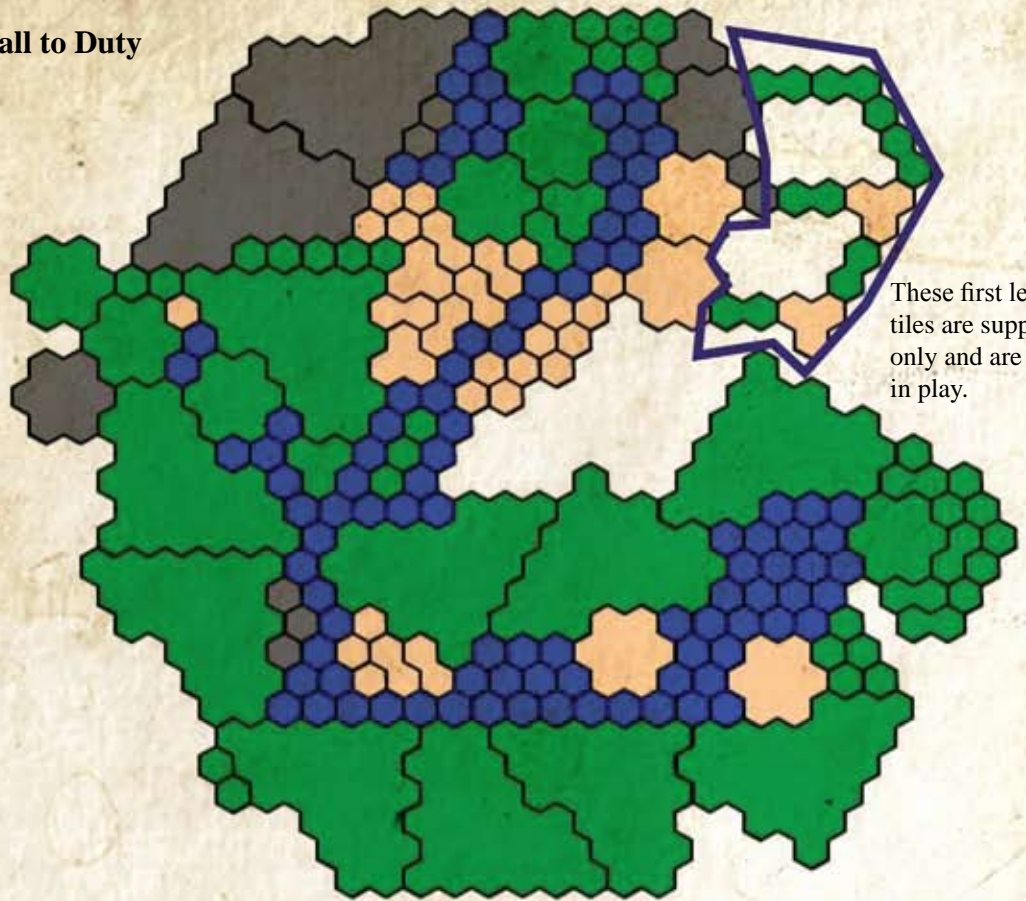 all to Duty
These first le
tiles are supp
only and are
in play.